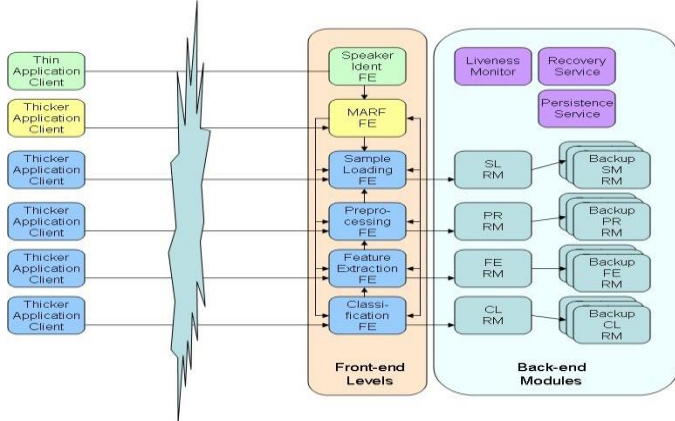 Thin
Application
Client
Thicker
Application
Client
Thicker
Application
Client
Thicker
Application
Client
Thicker
Application
Client
Thicker
Application
Client
Speaker
Ident
FE
MARF
FE
Sample
Loading
FE
Preproc-
cessing
FE
Feature
Extraction
FE
Classi-
fication
FE
Front-end
Levels
Liveness
Monitor
Recovery
Service
Persistence
Service
SL
RM
Backup
SM
RM
PR
RM
Backup
PR
RM
FE
RM
Backup
FE
RM
CL
RM
Backup
CL
RM
Back-end
Modules